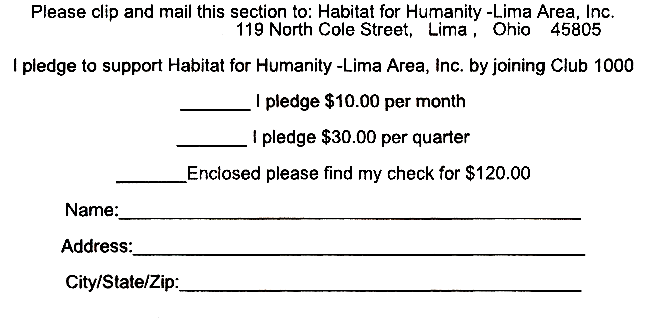 Please clip and mail this section to: Habitat for Humanity -Lima Area, Inc.
119 North Cole Street, Lima , Ohio 45805
I pledge to support Habitat for Humanity -Lima Area, Inc. by joining Club 1000
_______ I pledge $10.00 per month
_______ I pledge $30.00 per quarter
_______Enclosed please find my check for $120.00
Name:_______________________________________________
Address:______________________________________________
City/State/Zip:_________________________________________